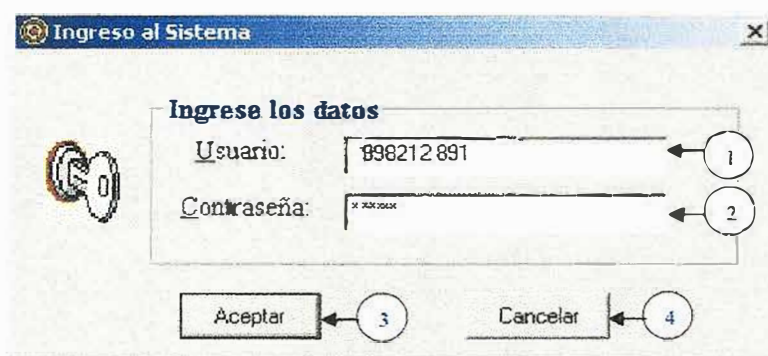 Ingreso al Sistema
Ingrese los datos
Usuario: 898212891 1
Contraseña: 2
Aceptar 3 Cancelar 4